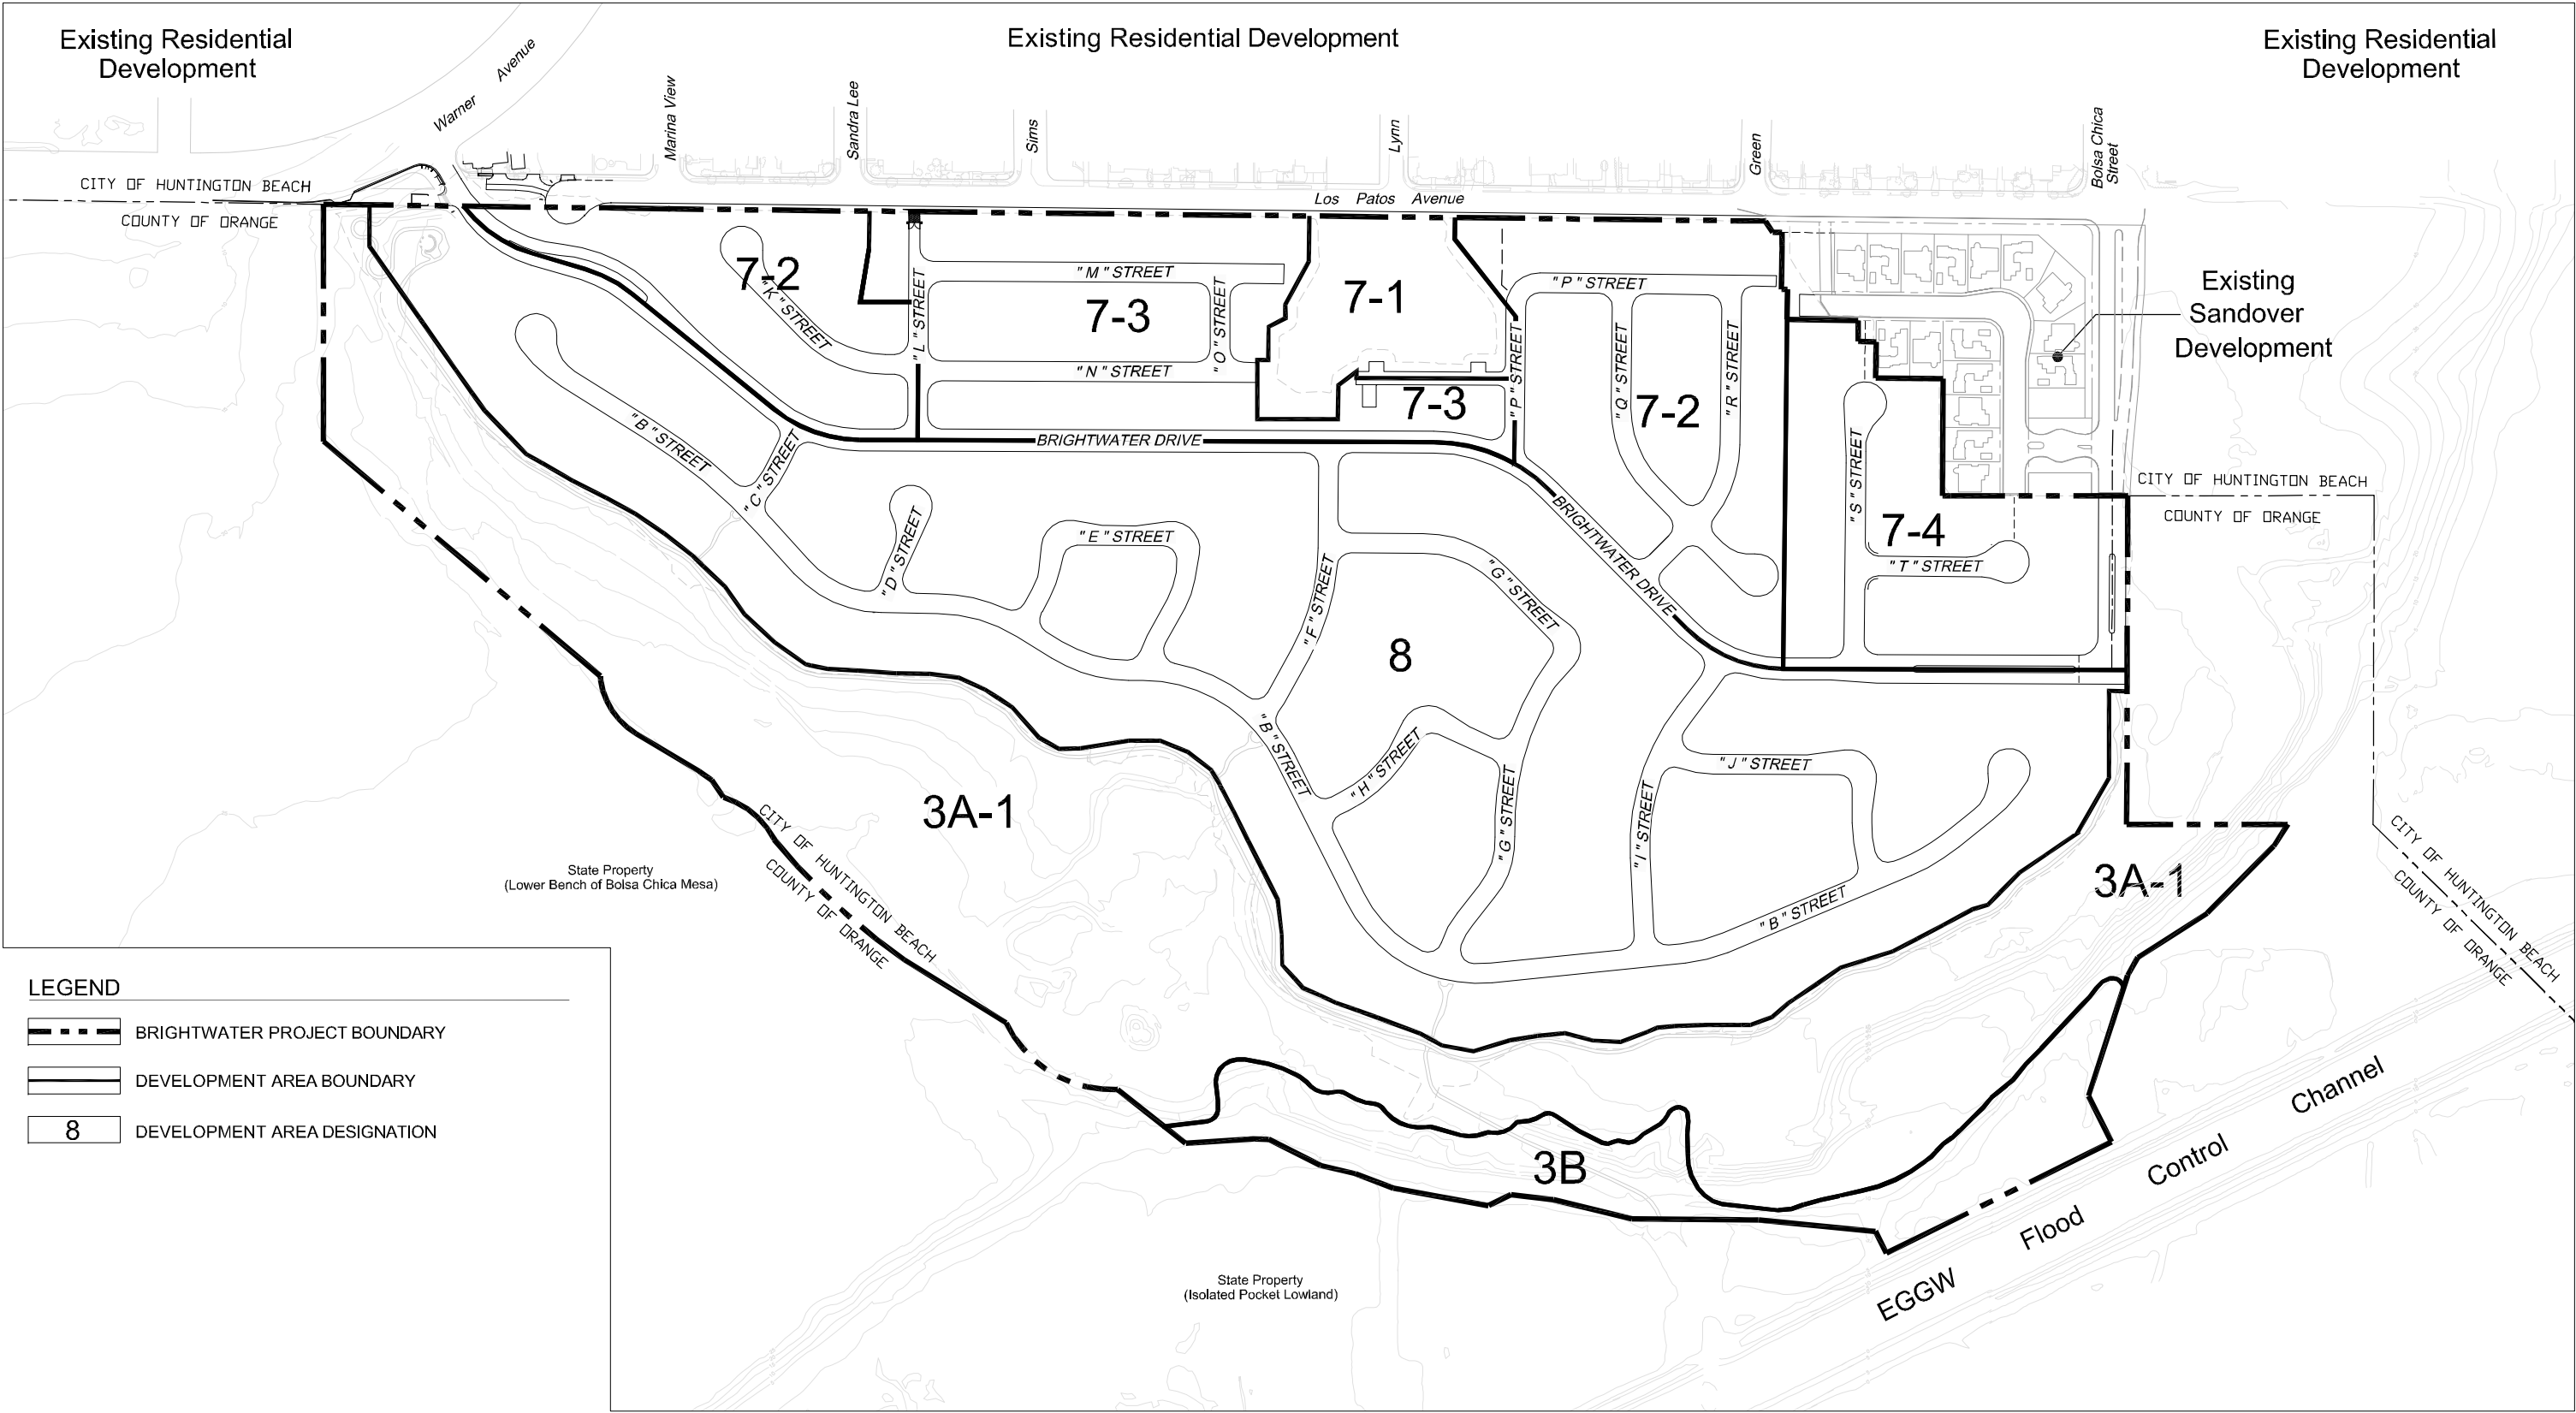 Existing Residential
Development
Existing Residential Development
Existing Residential
Development
Warner Avenue
Marina View
Sandra Lee
Sims
Lynn
Green
Bolsa Chica
Street
CITY OF HUNTINGTON BEACH
COUNTY OF ORANGE
Los Patos Avenue
7-2
"K" STREET
"L" STREET
"M" STREET
7-3
"O" STREET
"N" STREET
7-1
7-3
"P" STREET
"P" STREET
"Q" STREET
7-2
"R" STREET
Existing
Sandover
Development
"B" STREET
"C" STREET
BRIGHTWATER DRIVE
"S" STREET
7-4
"T" STREET
CITY OF HUNTINGTON BEACH
COUNTY OF ORANGE
"D" STREET
"E" STREET
"F" STREET
"G" STREET
BRIGHTWATER DRIVE
8
"B" STREET
"H" STREET
"G" STREET
"I" STREET
"J" STREET
"B" STREET
3A-1
3A-1
CITY OF HUNTINGTON BEACH
COUNTY OF ORANGE
CITY OF HUNTINGTON BEACH
COUNTY OF ORANGE
State Property
(Lower Bench of Bolsa Chica Mesa)
LEGEND
BRIGHTWATER PROJECT BOUNDARY
DEVELOPMENT AREA BOUNDARY
8 DEVELOPMENT AREA DESIGNATION
3B
State Property
(Isolated Pocket Lowland)
EGGW Flood Control Channel